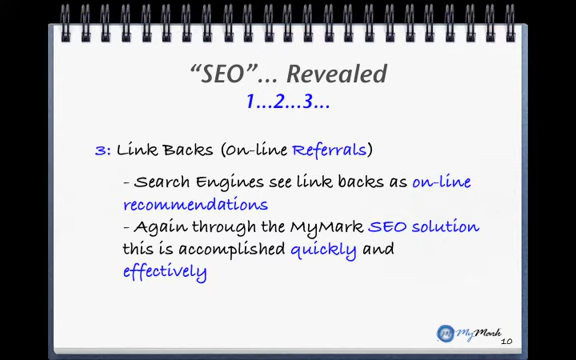 “SEO”... Revealed
1...2...3...
3: Link Backs (On-line Referrals)
- Search Engines see link backs as on-line
recommendations
- Again through the MyMark SEO solution
this is accomplished quickly and
effectively
MyMark
10